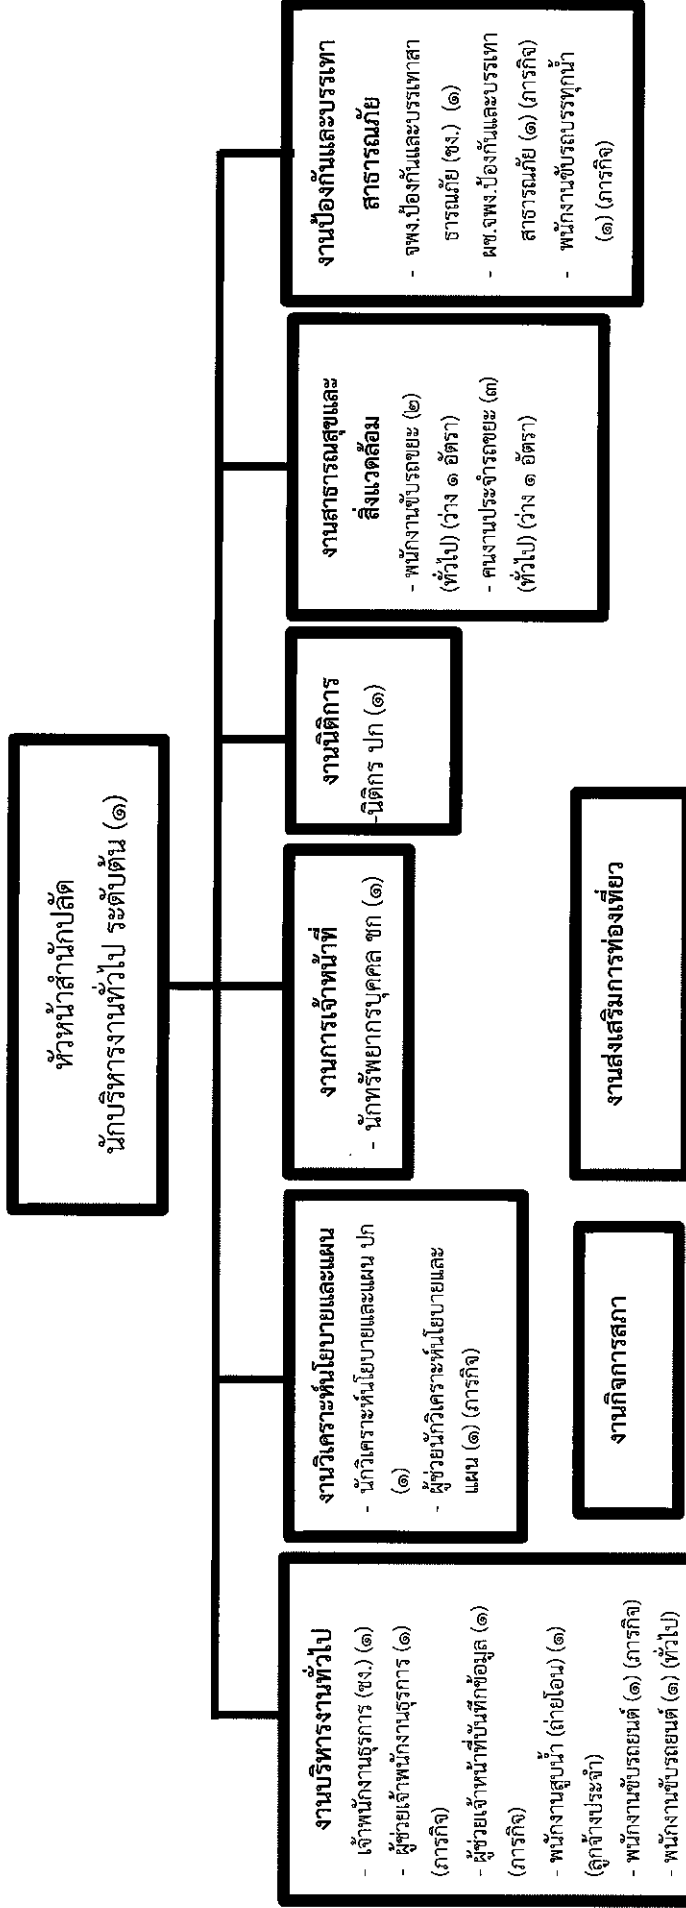 หัวหน้าสำนักปลัด
นักบริหารงานทั่วไป ระดับต้น (๑)
งานบริหารงานทั่วไป
- เจ้าพนักงานธุรการ (ชง.) (๑)
- ผู้ช่วยเจ้าพนักงานธุรการ (๑)
(ภารกิจ)
- ผู้ช่วยเจ้าหน้าที่บันทึกข้อมูล (๑)
(ภารกิจ)
- พนักงานสูบน้ำ (ถ่ายโอน) (๑)
(ลูกจ้างประจำ)
- พนักงานขับรถยนต์ (๑) (ภารกิจ)
- พนักงานขับรถยนต์ (๑) (ทั่วไป)
งานวิเคราะห์นโยบายและแผน
- นักวิเคราะห์นโยบายและแผน ปก
(๑)
- ผู้ช่วยนักวิเคราะห์นโยบายและ
แผน (๑) (ภารกิจ)
งานการเจ้าหน้าที่
- นักทรัพยากรบุคคล ชก (๑)
งานนิติการ
-นิติกร ปก (๑)
งานสาธารณสุขและ
สิ่งแวดล้อม
- พนักงานขับรถขยะ (๒)
(ทั่วไป) (ว่าง ๑ อัตรา)
- คนงานประจำรถขยะ (๓)
(ทั่วไป) (ว่าง ๑ อัตรา)
งานป้องกันและบรรเทา
สาธารณภัย
- จพง.ป้องกันและบรรเทาสา
ธารณภัย (ชง.) (๑)
- ผช.จพง.ป้องกันและบรรเทา
สาธารณภัย (๑) (ภารกิจ)
- พนักงานขับรถบรรทุกน้ำ
(๑) (ภารกิจ)
งานกิจการสภา
งานส่งเสริมการท่องเที่ยว